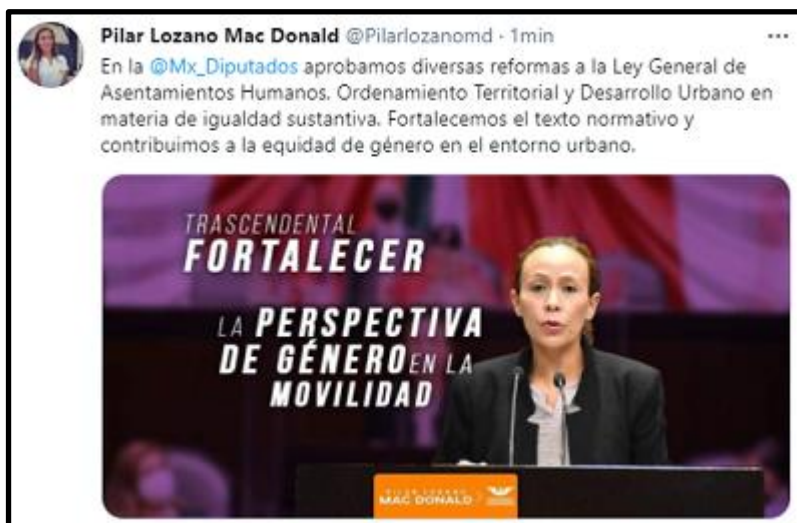 Pilar Lozano Mac Donald @Pilarlozanomd · 1min
En la @Mx_Diputados aprobamos diversas reformas a la Ley General de
Asentamientos Humanos. Ordenamiento Territorial y Desarrollo Urbano en
materia de igualdad sustantiva. Fortalecemos el texto normativo y
contribuimos a la equidad de género en el entorno urbano.
TRASCENDENTAL
FORTALECER
LA PERSPECTIVA
DE GÉNERO EN LA
MOVILIDAD
PILAR LOZANO
MAC DONALD